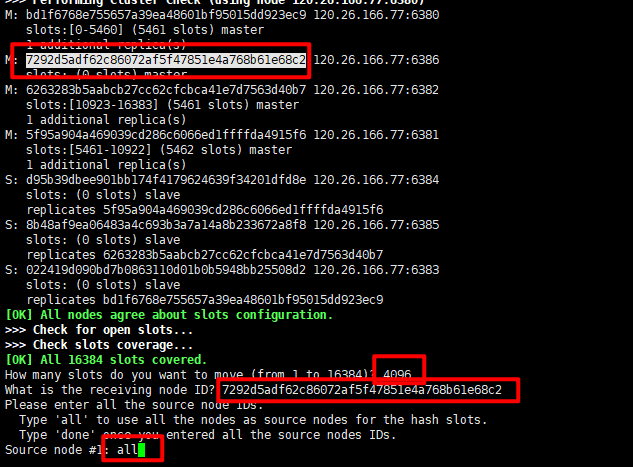 >>> Performing Cluster Check (using node 120.26.166.77:6380)
M: bd1f6768e755657a39ea48601bf95015dd923ec9 120.26.166.77:6380
slots:[0-5460] (5461 slots) master
1 additional replica(s)
M: 7292d5adf62c86072af5f47851e4a768b61e68c2 120.26.166.77:6386
slots: (0 slots) master
M: 6263283b5aabcb27cc62cfcbca41e7d7563d40b7 120.26.166.77:6382
slots:[10923-16383] (5461 slots) master
1 additional replica(s)
M: 5f95a904a469039cd286c6066ed1ffffda4915f6 120.26.166.77:6381
slots:[5461-10922] (5462 slots) master
1 additional replica(s)
S: d95b39dbee901bb174f4179624639f34201dfd8e 120.26.166.77:6384
slots: (0 slots) slave
replicates 5f95a904a469039cd286c6066ed1ffffda4915f6
S: 8b48af9ea06483a4c693b3a7a14a8b233672a8f8 120.26.166.77:6385
slots: (0 slots) slave
replicates 6263283b5aabcb27cc62cfcbca41e7d7563d40b7
S: 022419d090bd7b0863110d01b0b5948bb25508d2 120.26.166.77:6383
slots: (0 slots) slave
replicates bd1f6768e755657a39ea48601bf95015dd923ec9
[OK] All nodes agree about slots configuration.
>>> Check for open slots...
>>> Check slots coverage...
[OK] All 16384 slots covered.
How many slots do you want to move (from 1 to 16384)? 4096
What is the receiving node ID? 7292d5adf62c86072af5f47851e4a768b61e68c2
Please enter all the source node IDs.
Type 'all' to use all the nodes as source nodes for the hash slots.
Type 'done' once you entered all the source nodes IDs.
Source node #1: all